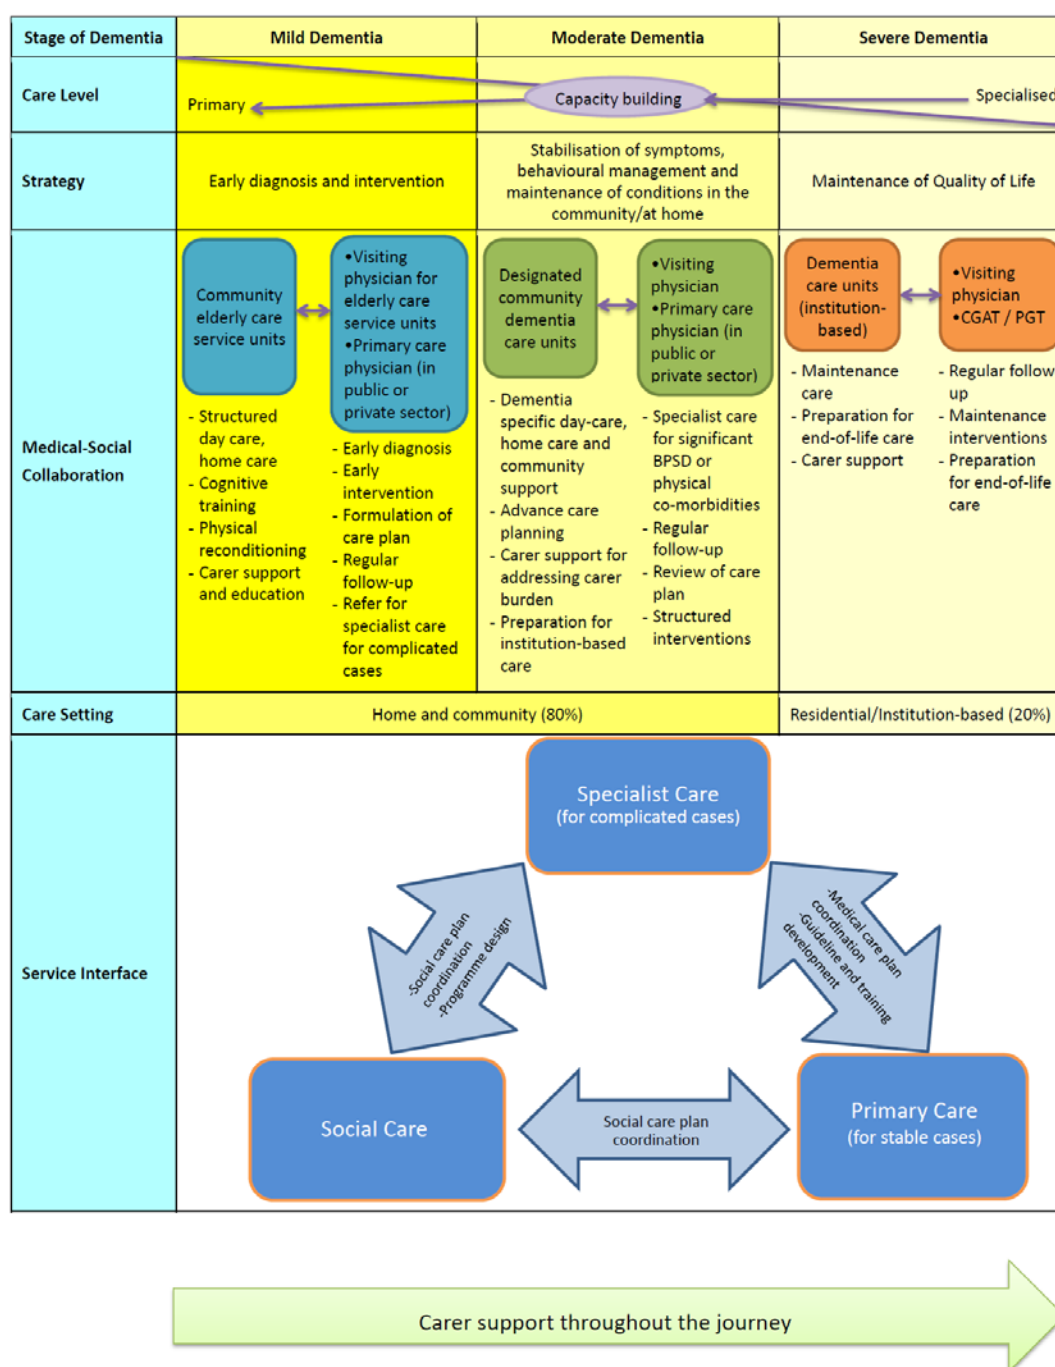 Stage of Dementia
Mild Dementia
Moderate Dementia
Severe Dementia
Care Level
Primary
Capacity building
Specialised
Strategy
Early diagnosis and intervention
Stabilisation of symptoms,
behavioural management and
maintenance of conditions in the
community/at home
Maintenance of Quality of Life
Medical-Social
Collaboration
Community
elderly care
service units
•Visiting
physician for
elderly care
service units
•Primary care
physician (in
public or
private sector)
- Structured
day care,
home care
- Cognitive
training
- Physical
reconditioning
- Carer support
and education
- Early diagnosis
- Early
intervention
- Formulation of
care plan
- Regular
follow-up
- Refer for
specialist care
for complicated
cases
Designated
community
dementia
care units
•Visiting
physician
•Primary care
physician (in
public or
private sector)
- Dementia
specific day-care,
home care and
community
support
- Advance care
planning
- Carer support for
addressing carer
burden
- Preparation for
institution-based
care
- Specialist care
for significant
BPSD or
physical
co-morbidities
- Regular
follow-up
- Review of care
plan
- Structured
interventions
Dementia
care units
(institution-
based)
•Visiting
physician
•CGAT / PGT
- Maintenance
care
- Preparation for
end-of-life care
- Carer support
- Regular follow-
up
- Maintenance
interventions
- Preparation
for end-of-life
care
Care Setting
Home and community (80%)
Residential/Institution-based (20%)
Service Interface
Specialist Care
(for complicated cases)
-Social care plan
coordination
-Programme design
-Medical care plan
coordination
-Guideline and training
development
Social Care
Social care plan
coordination
Primary Care
(for stable cases)
Carer support throughout the journey